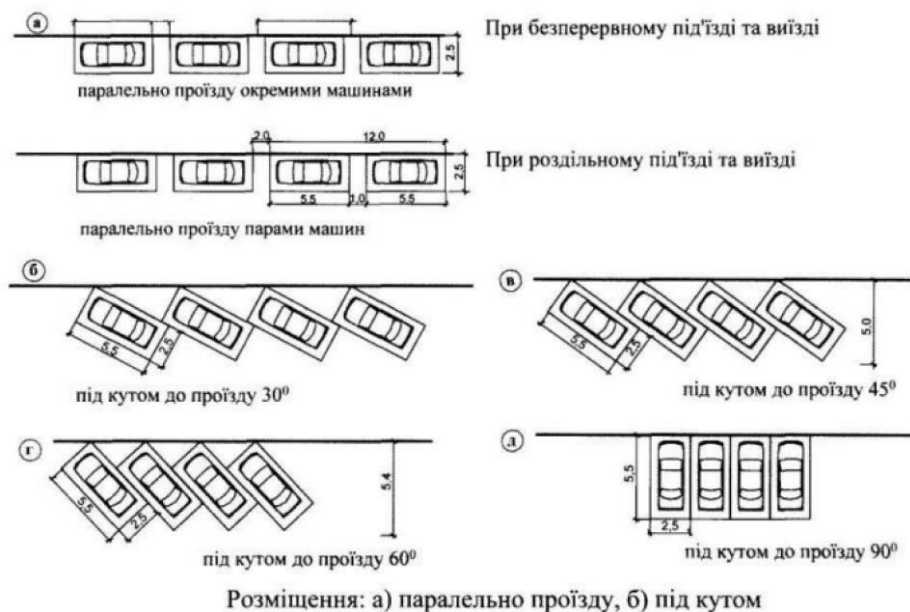 а
При безперервному під'їзді та виїзді
2.5
паралельно проїзду окремими машинами
2.0
12.0
При роздільному під'їзді та виїзді
2,5
5.5
1,0
5.5
паралельно проїзду парами машин
б
5.5
2,5
під кутом до проїзду 30⁰
в
5.0
5.5
2,5
під кутом до проїзду 45⁰
г
5.4
5.5
2,5
під кутом до проїзду 60⁰
д
5,5
2,5
під кутом до проїзду 90⁰
Розміщення: а) паралельно проїзду, б) під кутом